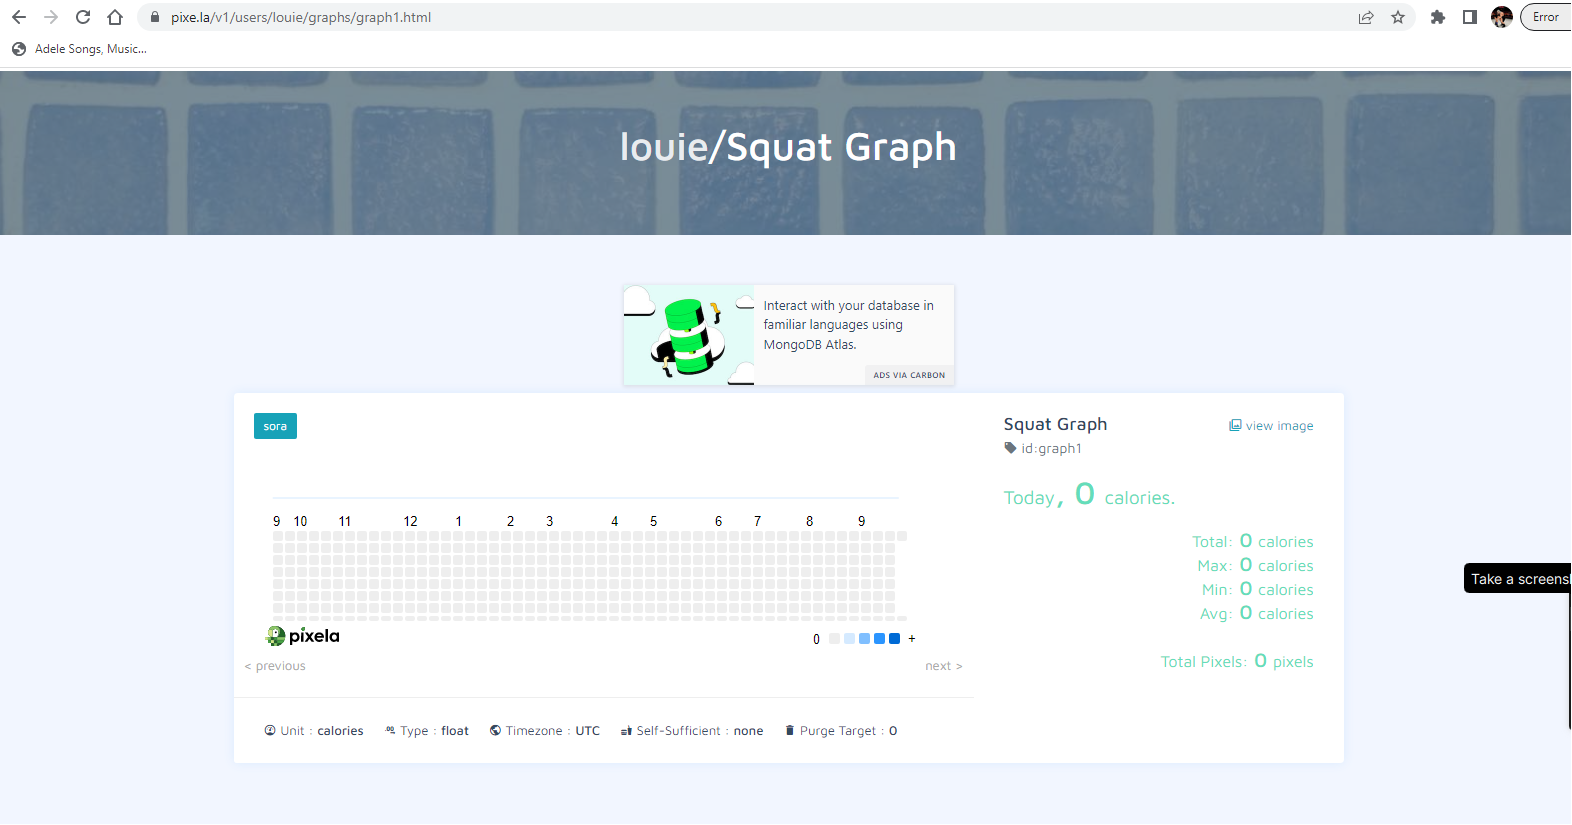 pixe.la/v1/users/louie/graphs/graph1.html
Error
Adele Songs, Music...
louie/Squat Graph
Interact with your database in
familiar languages using
MongoDB Atlas.
ADS VIA CARBON
sora
9 10 11 12 1 2 3 4 5 6 7 8 9
pixela
0 +
< previous
next >
Unit : calories
Type : float
Timezone : UTC
Self-Sufficient : none
Purge Target : 0
Squat Graph
view image
id:graph1
Today, 0 calories.
Total: 0 calories
Max: 0 calories
Min: 0 calories
Avg: 0 calories
Total Pixels: 0 pixels
Take a